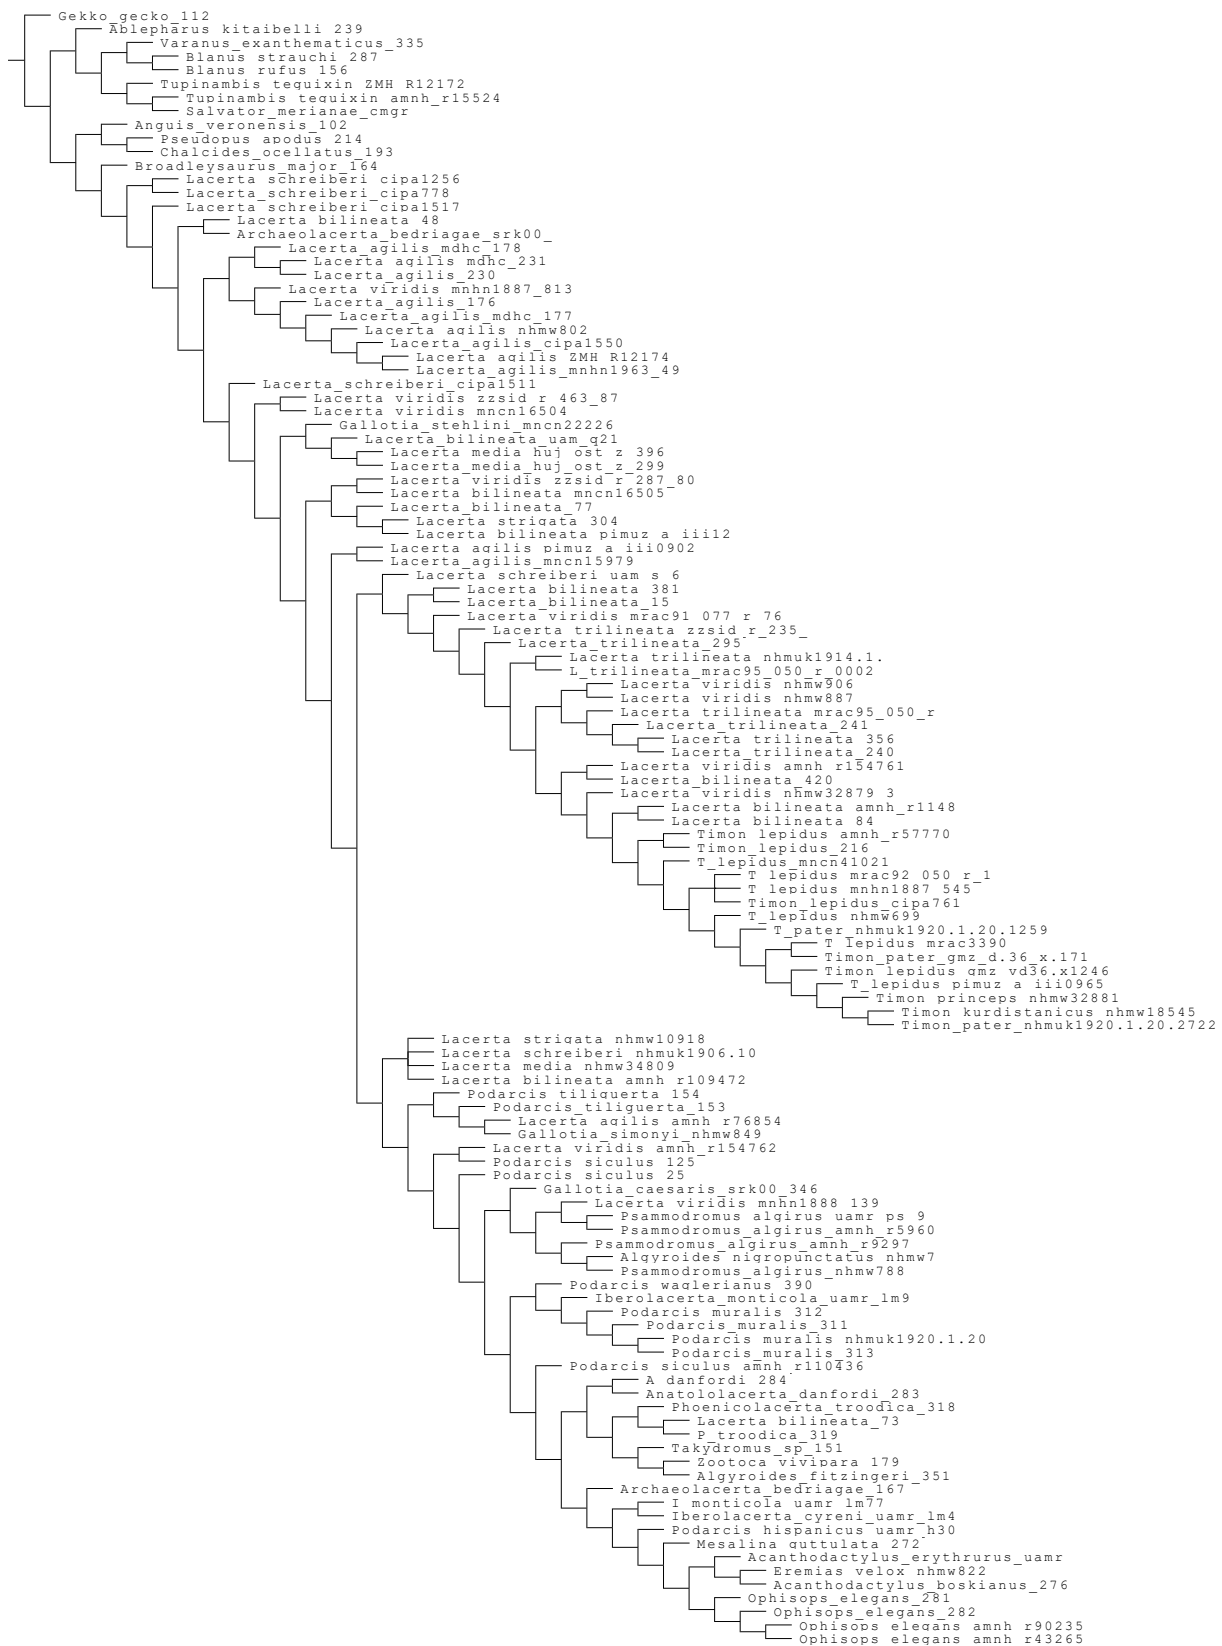 Gekko_gecko_112
Ablepharus_kitaibelli_239
Varanus_exanthematicus_335
Blanus_strauchi_287
Blanus_rufus_156
Tupinambis_teguixin_ZMH_R12172
Tupinambis_teguixin_amnh_r15524
Salvator_merianae_cmgr
Anguis_veronensis_102
Pseudopus_apodus_214
Chalcides_ocellatus_193
Broadleysaurus_major_164
Lacerta_schreiberi_cipa1256
Lacerta_schreiberi_cipa778
Lacerta_schreiberi_cipa1517
Lacerta_bilineata_48
Archaeolacerta_bedriagae_srk00_
Lacerta_agilis_mdhc_178
Lacerta_agilis_mdhc_231
Lacerta_agilis_230
Lacerta_viridis_mnhn1887_813
Lacerta_agilis_176
Lacerta_agilis_mdhc_177
Lacerta_agilis_nhmw802
Lacerta_agilis_cipa1550
Lacerta_agilis_ZMH_R12174
Lacerta_agilis_mnhn1963_49
Lacerta_schreiberi_cipa1511
Lacerta_viridis_zzsid_r_463_87
Lacerta_viridis_mncn16504
Gallotia_stehlini_mncn22226
Lacerta_bilineata_uam_q21
Lacerta_media_huj_ost_z_396
Lacerta_media_huj_ost_z_299
Lacerta_viridis_zzsid_r_287_80
Lacerta_bilineata_mncn16505
Lacerta_bilineata_77
Lacerta_strigata_304
Lacerta_bilineata_pimuz_a_iii12
Lacerta_agilis_pimuz_a_iii0902
Lacerta_agilis_mncn15979
Lacerta_schreiberi_uam_s_6
Lacerta_bilineata_381
Lacerta_bilineata_15
Lacerta_viridis_mrac91_077_r_76
Lacerta_trilineata_zzsid_r_235_
Lacerta_trilineata_295
Lacerta_trilineata_nhmuk1914.1.
L_trilineata_mrac95_050_r_0002
Lacerta_viridis_nhmw906
Lacerta_viridis_nhmw887
Lacerta_trilineata_mrac95_050_r
Lacerta_trilineata_241
Lacerta_trilineata_356
Lacerta_trilineata_240
Lacerta_viridis_amnh_r154761
Lacerta_bilineata_420
Lacerta_viridis_nhmw32879_3
Lacerta_bilineata_amnh_r1148
Lacerta_bilineata_84
Timon_lepidus_amnh_r57770
Timon_lepidus_216
T_lepidus_mncn41021
T_lepidus_mrac92_050_r_1
T_lepidus_mnhn1887_545
Timon_lepidus_cipa761
T_lepidus_nhmw699
T_pater_nhmuk1920.1.20.1259
T_lepidus_mrac3390
Timon_pater_gmz_d.36_x.171
Timon_lepidus_gmz_vd36.x1246
T_lepidus_pimuz_a_iii0965
Timon_princeps_nhmw32881
Timon_kurdistanicus_nhmw18545
Timon_pater_nhmuk1920.1.20.2722
Lacerta_strigata_nhmw10918
Lacerta_schreiberi_nhmuk1906.10
Lacerta_media_nhmw34809
Lacerta_bilineata_amnh_r109472
Podarcis_tiliguerta_154
Podarcis_tiliguerta_153
Lacerta_agilis_amnh_r76854
Gallotia_simonyi_nhmw849
Lacerta_viridis_amnh_r154762
Podarcis_siculus_125
Podarcis_siculus_25
Gallotia_caesaris_srk00_346
Lacerta_viridis_mnhn1888_139
Psammodromus_algirus_uamr_ps_9
Psammodromus_algirus_amnh_r5960
Psammodromus_algirus_amnh_r9297
Algyroides_nigropunctatus_nhmw7
Psammodromus_algirus_nhmw788
Podarcis_waglerianus_390
Iberolacerta_monticola_uamr_lm9
Podarcis_muralis_312
Podarcis_muralis_311
Podarcis_muralis_nhmuk1920.1.20
Podarcis_muralis_313
Podarcis_siculus_amnh_r110436
A_danfordi_284
Anatololacerta_danfordi_283
Phoenicolacerta_troodica_318
Lacerta_bilineata_73
P_troodica_319
Takydromus_sp_151
Zootoca_vivipara_179
Algyroides_fitzingeri_351
Archaeolacerta_bedriagae_167
I_monticola_uamr_lm77
Iberolacerta_cyreni_uamr_lm4
Podarcis_hispanicus_uamr_h30
Mesalina_guttulata_272
Acanthodactylus_erythrurus_uamr
Eremias_velox_nhmw822
Acanthodactylus_boskianus_276
Ophisops_elegans_281
Ophisops_elegans_282
Ophisops_elegans_amnh_r90235
Ophisops_elegans_amnh_r43265